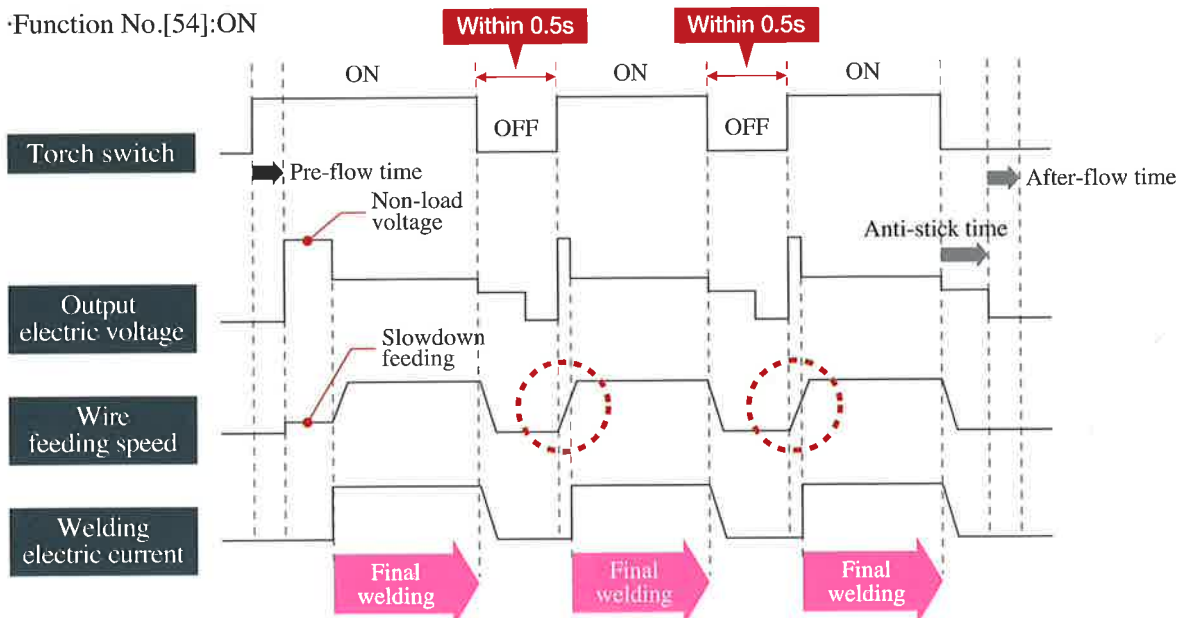 ·Function No.[54]:ON
Within 0.5s
Within 0.5s
ON
ON
ON
OFF
OFF
Torch switch
Pre-flow time
After-flow time
Non-load
voltage
Anti-stick time
Output
electric voltage
Slowdown
feeding
Wire
feeding speed
Welding
electric current
Final
welding
Final
welding
Final
welding